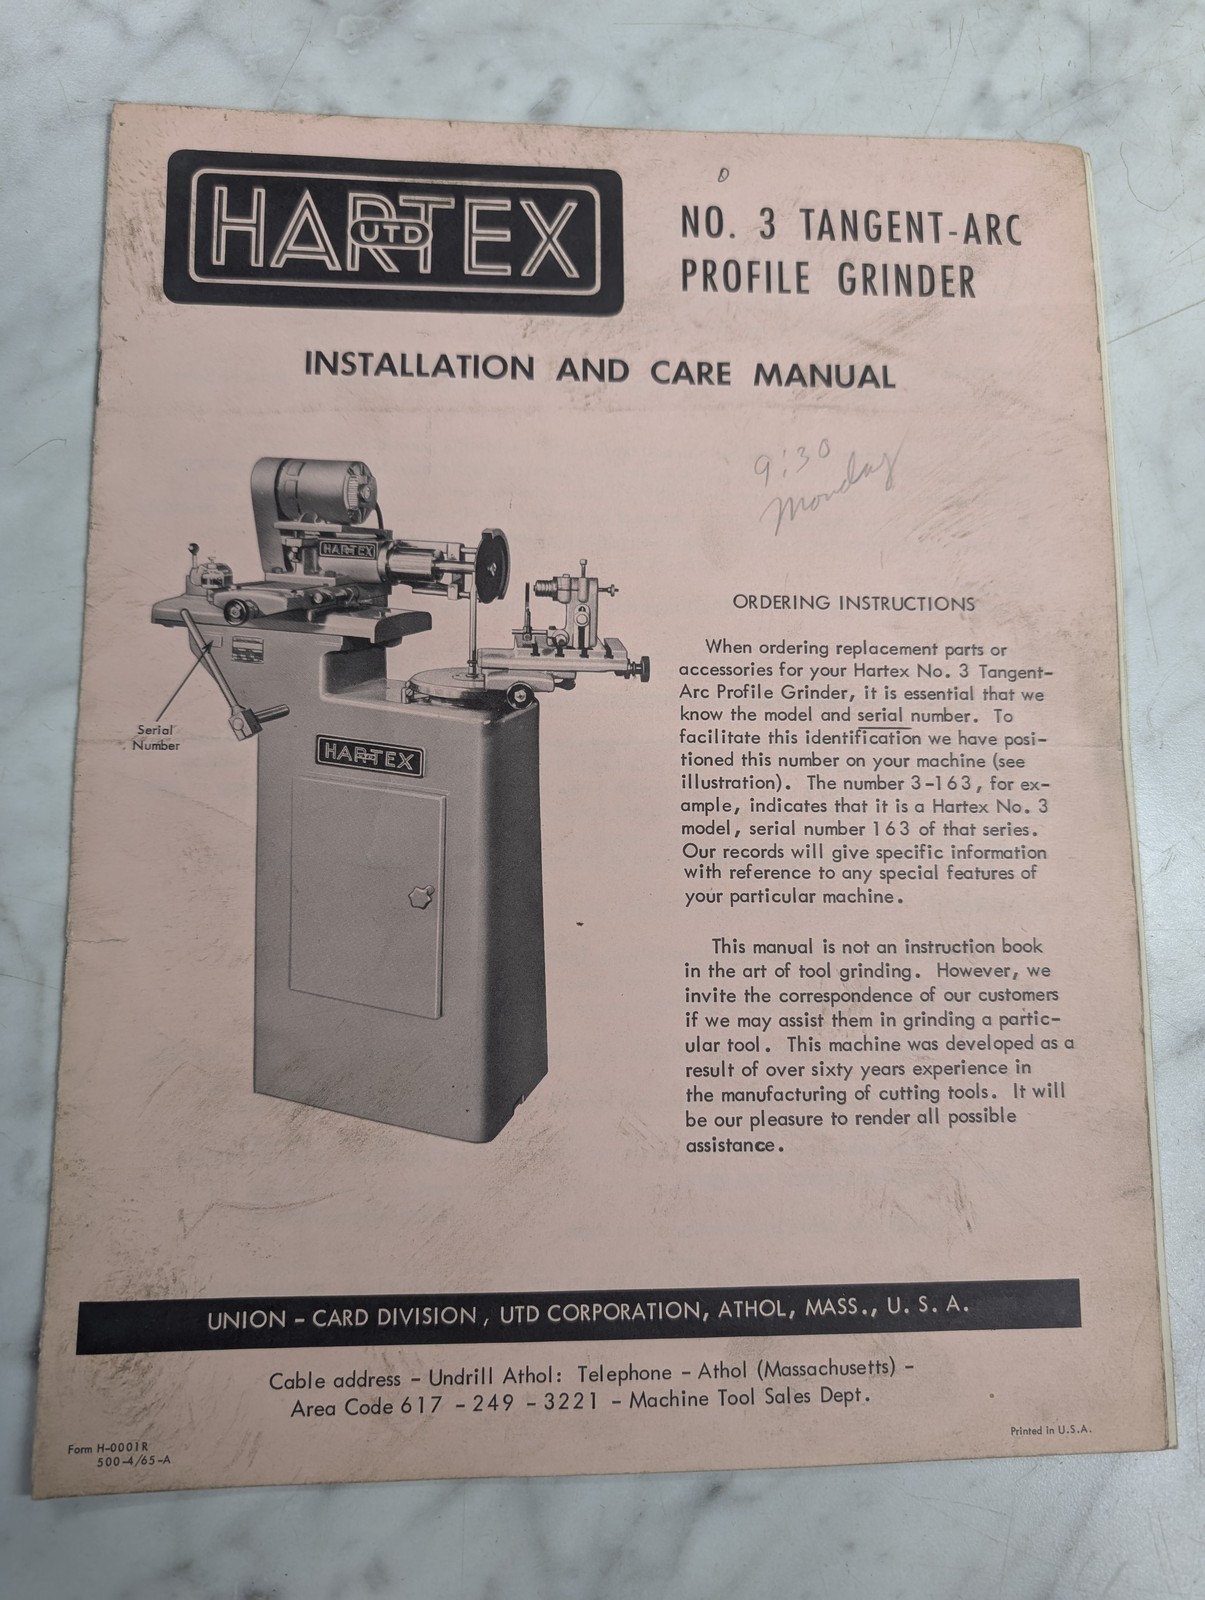 HARTEX
UTD
NO. 3 TANGENT-ARC
PROFILE GRINDER
INSTALLATION AND CARE MANUAL
9:30
Monday
HARTEX
Serial
Number
HARTEX
ORDERING INSTRUCTIONS
When ordering replacement parts or
accessories for your Hartex No. 3 Tangent-
Arc Profile Grinder, it is essential that we
know the model and serial number. To
facilitate this identification we have posi-
tioned this number on your machine (see
illustration). The number 3-163, for ex-
ample, indicates that it is a Hartex No. 3
model, serial number 163 of that series.
Our records will give specific information
with reference to any special features of
your particular machine.
This manual is not an instruction book
in the art of tool grinding. However, we
invite the correspondence of our customers
if we may assist them in grinding a partic-
ular tool. This machine was developed as a
result of over sixty years experience in
the manufacturing of cutting tools. It will
be our pleasure to render all possible
assistance.
UNION - CARD DIVISION, UTD CORPORATION, ATHOL, MASS., U. S. A.
Cable address - Undrill Athol: Telephone - Athol (Massachusetts) -
Area Code 617 - 249 - 3221 - Machine Tool Sales Dept.
Form H-0001R
500-4/65-A
Printed in U.S.A.